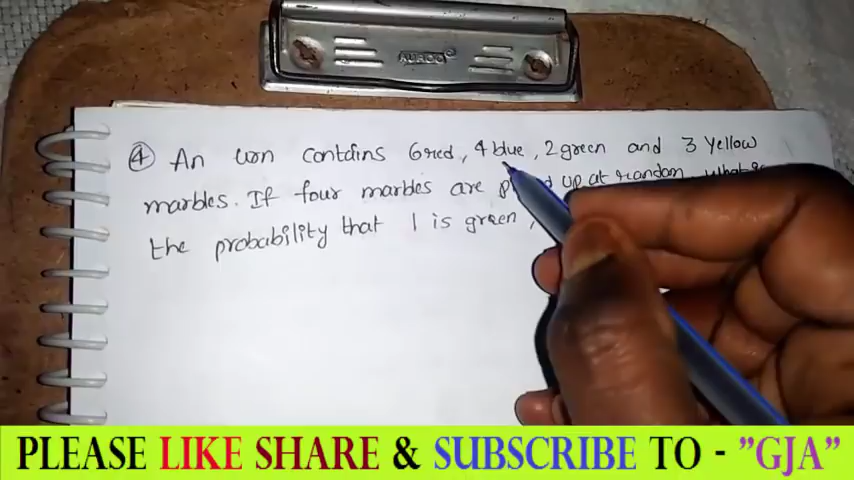 ④ An urn contains 6 red, 4 blue, 2 green and 3 Yellow
marbles. If four marbles are up at random. What is
the probability that 1 is green,
PLEASE LIKE SHARE & SUBSCRIBE TO - "GJA"